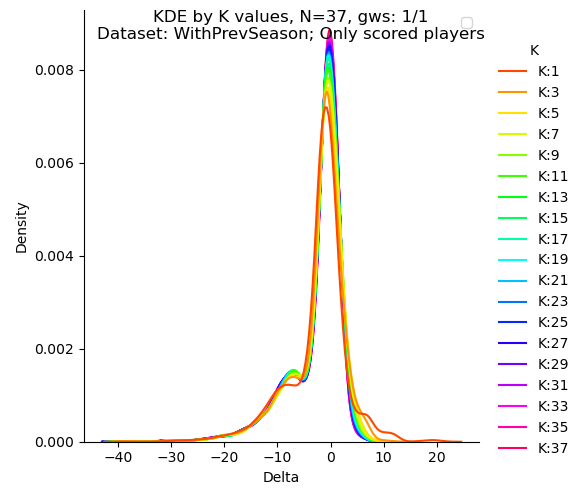 KDE by K values, N=37, gws: 1/1
Dataset: WithPrevSeason; Only scored players
K
K:1
K:3
K:5
K:7
K:9
K:11
K:13
K:15
K:17
K:19
K:21
K:23
K:25
K:27
K:29
K:31
K:33
K:35
K:37
Density
0.008
0.006
0.004
0.002
0.000
−40 −30 −20 −10 0 10 20
Delta